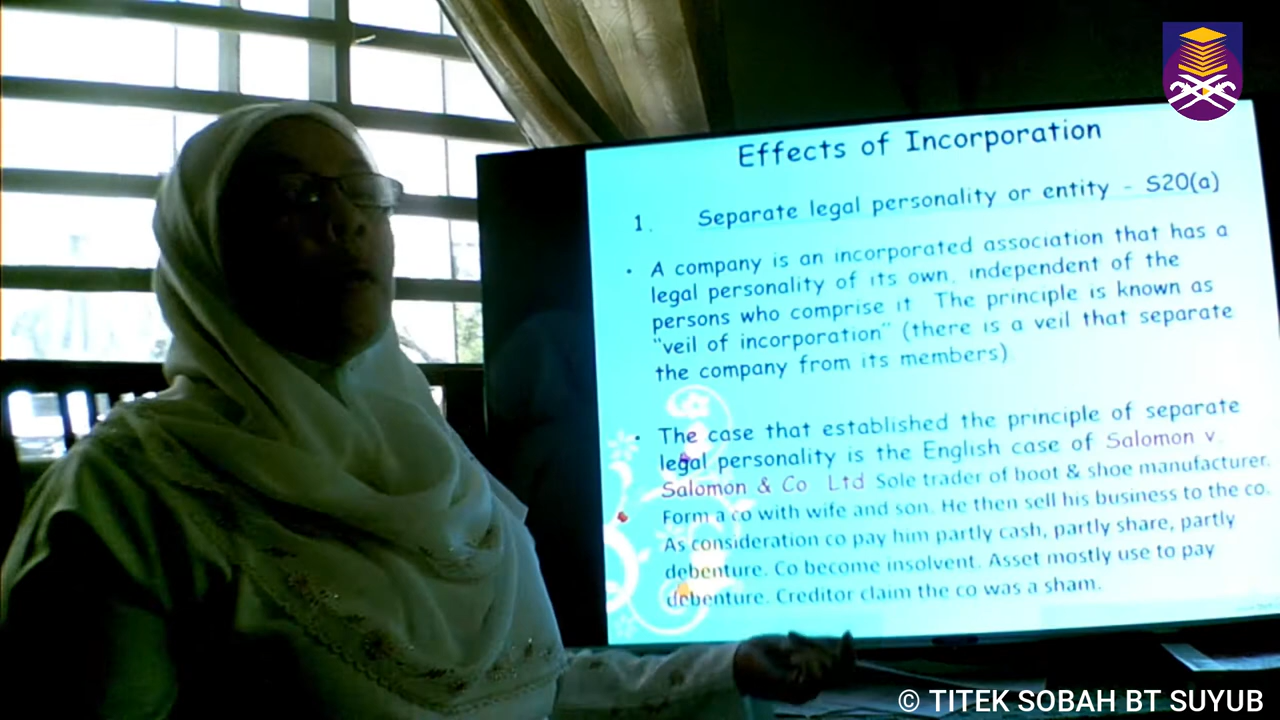 Effects of Incorporation
1. Separate legal personality or entity - S20(a)
• A company is an incorporated association that has a
legal personality of its own, independent of the
persons who comprise it. The principle is known as
"veil of incorporation" (there is a veil that separate
the company from its members)
• The case that established the principle of separate
legal personality is the English case of Salomon v.
Salomon & Co. Ltd Sole trader of boot & shoe manufacturer.
Form a co with wife and son. He then sell his business to the co.
As consideration co pay him partly cash, partly share, partly
debenture. Co become insolvent. Asset mostly use to pay
debenture. Creditor claim the co was a sham.
© TITEK SOBAH BT SUYUB